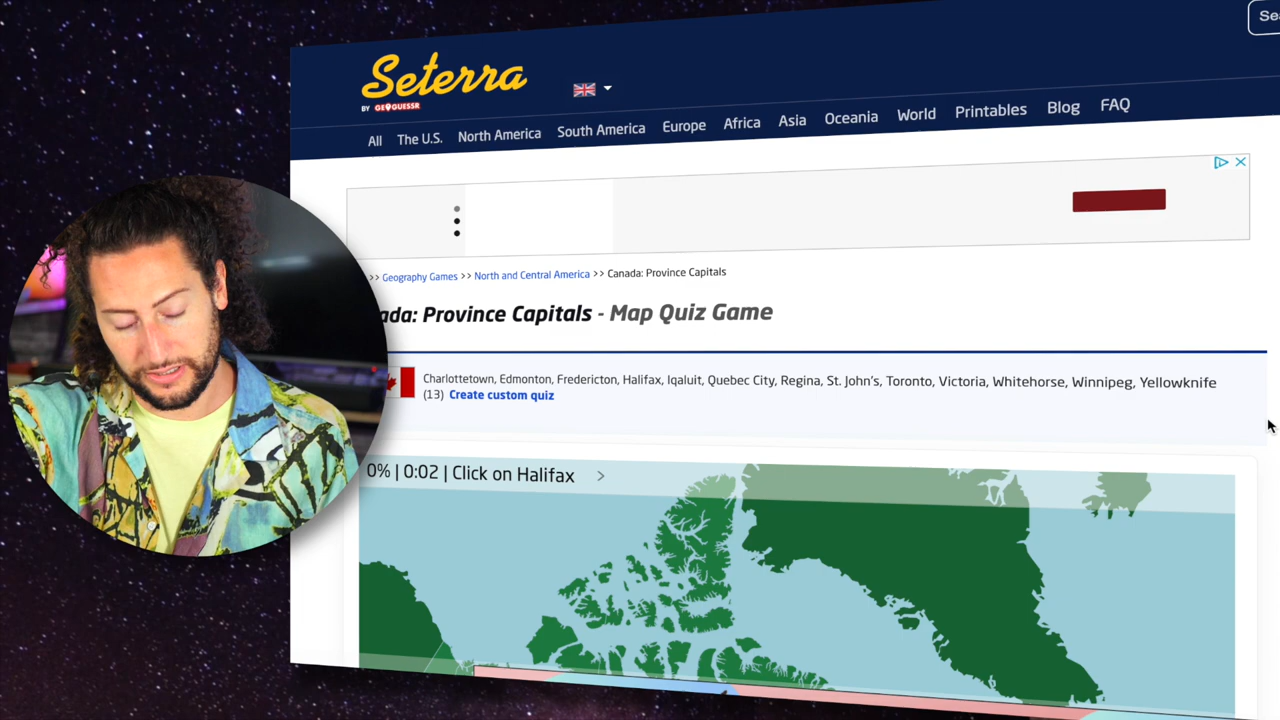 Sea
Seterra
BY GEOGUESSR
All The U.S. North America South America Europe Africa Asia Oceania World Printables Blog FAQ
>> Geography Games >> North and Central America >> Canada: Province Capitals
ada: Province Capitals - Map Quiz Game
Charlottetown, Edmonton, Fredericton, Halifax, Iqaluit, Quebec City, Regina, St. John's, Toronto, Victoria, Whitehorse, Winnipeg, Yellowknife
(13) Create custom quiz
0% | 0:02 | Click on Halifax >